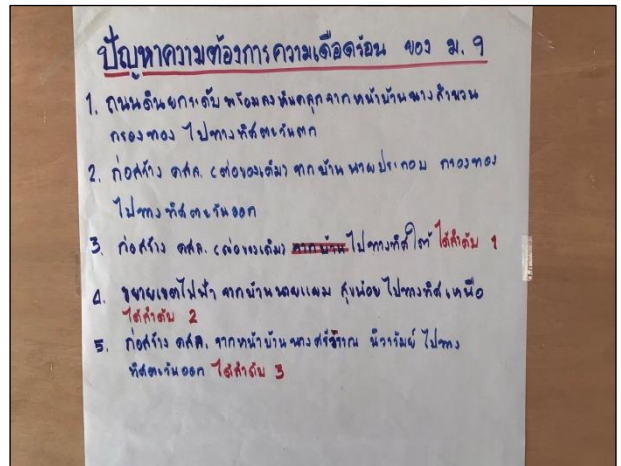 ปัญหาความต้องการความเดือดร้อน ของ ม. 9
1. ถนนดินยกระดับพร้อมลงหินคลุกจากหน้าบ้านนางสำนวน
กรองทอง ไปทางทิศตะวันตก
2. ก่อสร้าง คสล. (ต่อของเดิม) จากบ้านนายประกอบ กรองทอง
ไปทางทิศตะวันออก
3. ก่อสร้าง คสล. (ต่อของเดิม) จากบ้าน ไปทางทิศใต้ ได้ลำดับ 1
4. ขยายเขตไฟฟ้า จากบ้านนายแผม สุขน้อย ไปทางทิศเหนือ
ได้ลำดับ 2
5. ก่อสร้าง คสล. จากหน้าบ้านนาง นิวารัมย์ ไปทาง
ทิศตะวันออก ได้ลำดับ 3